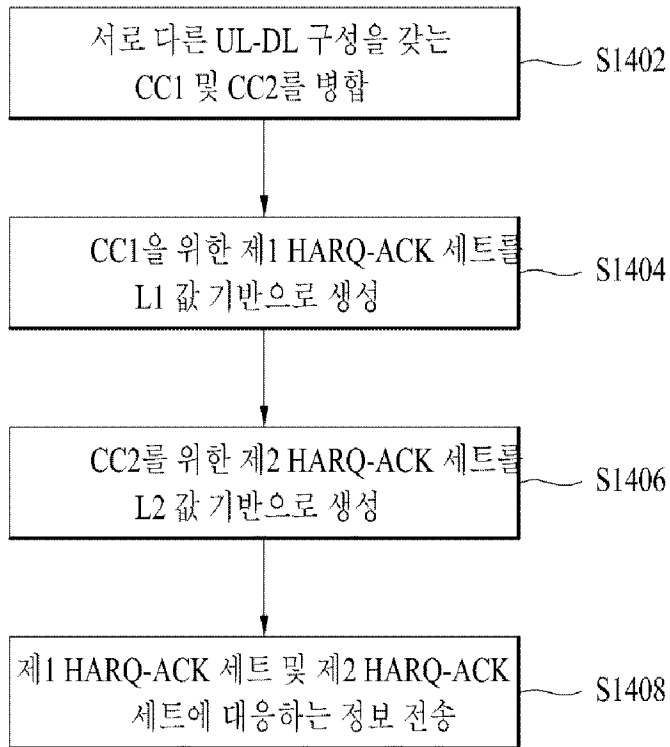 서로 다른 UL-DL 구성을 갖는
CC1 및 CC2를 병합
S1402
CC1을 위한 제1 HARQ-ACK 세트를
L1 값 기반으로 생성
S1404
CC2를 위한 제2 HARQ-ACK 세트를
L2 값 기반으로 생성
S1406
제1 HARQ-ACK 세트 및 제2 HARQ-ACK
세트에 대응하는 정보 전송
S1408